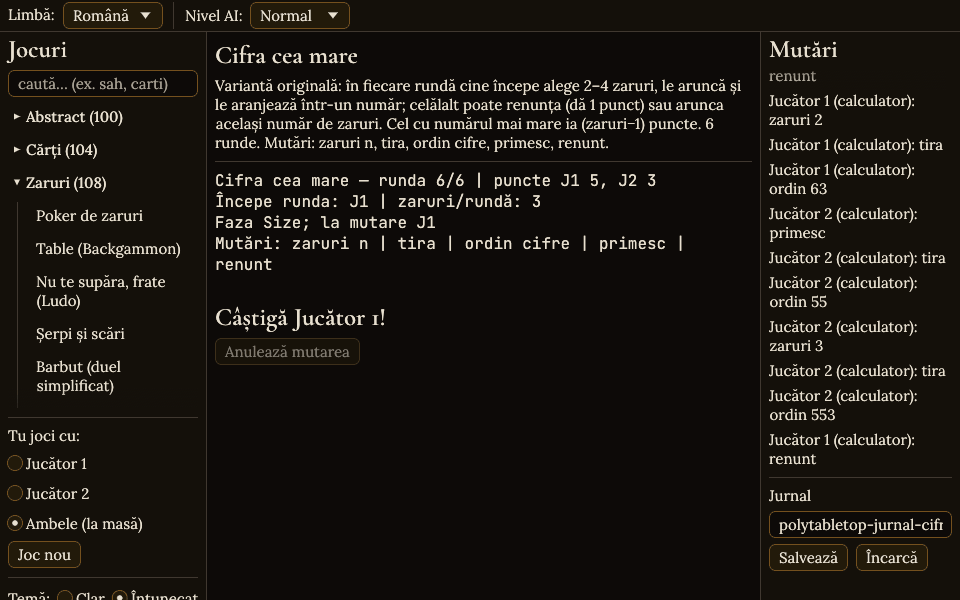 Limbă: Română ▼ Nivel AI: Normal ▼
Jocuri
caută... (ex. sah, carti)
▸ Abstract (100)
▸ Cărți (104)
▾ Zaruri (108)
Poker de zaruri
Table (Backgammon)
Nu te supăra, frate
(Ludo)
Șerpi și scări
Barbut (duel
simplificat)
Tu joci cu:
Jucător 1
Jucător 2
Ambele (la masă)
Joc nou
Temă: Clar Întunecat
Cifra cea mare
Variantă originală: în fiecare rundă cine începe alege 2–4 zaruri, le aruncă și
le aranjează într-un număr; celălalt poate renunța (dă 1 punct) sau arunca
același număr de zaruri. Cel cu numărul mai mare ia (zaruri−1) puncte. 6
runde. Mutări: zaruri n, tira, ordin cifre, primesc, renunt.
Cifra cea mare — runda 6/6 | puncte J1 5, J2 3
Începe runda: J1 | zaruri/rundă: 3
Faza Size; la mutare J1
Mutări: zaruri n | tira | ordin cifre | primesc |
renunt
Câștigă Jucător 1!
Anulează mutarea
Mutări
renunt
Jucător 1 (calculator):
zaruri 2
Jucător 1 (calculator): tira
Jucător 1 (calculator):
ordin 63
Jucător 2 (calculator):
primesc
Jucător 2 (calculator): tira
Jucător 2 (calculator):
ordin 55
Jucător 2 (calculator):
zaruri 3
Jucător 2 (calculator): tira
Jucător 2 (calculator):
ordin 553
Jucător 1 (calculator):
renunt
Jurnal
polytabletop-jurnal-cifr
Salvează Încarcă